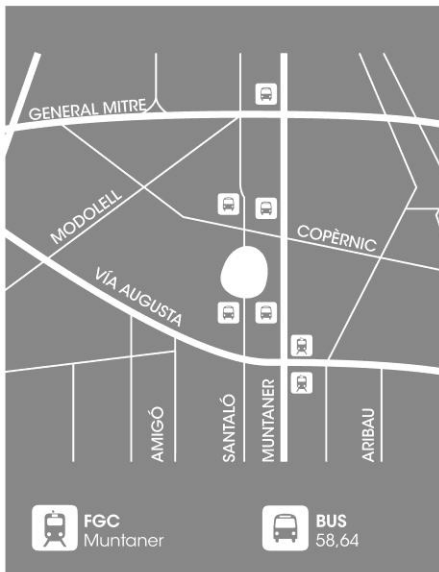 GENERAL MITRE
MODOLELL
COPÈRNIC
VÍA AUGUSTA
AMIGÓ
SANTALÓ
MUNTANER
ARIBAU
FGC
Muntaner
BUS
58,64